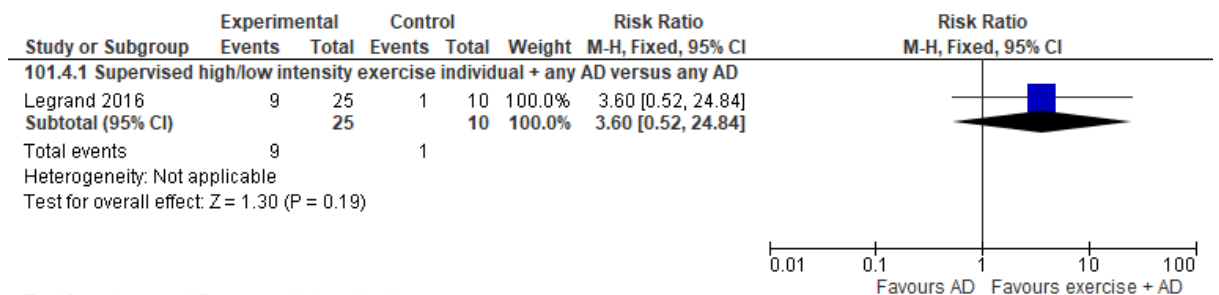 Experimental Control Risk Ratio Risk Ratio
Study or Subgroup Events Total Events Total Weight M-H, Fixed, 95% CI M-H, Fixed, 95% CI
101.4.1 Supervised high/low intensity exercise individual + any AD versus any AD
Legrand 2016 9 25 1 10 100.0% 3.60 [0.52, 24.84]
Subtotal (95% CI) 25 10 100.0% 3.60 [0.52, 24.84]
Total events 9 1
Heterogeneity: Not applicable
Test for overall effect: Z = 1.30 (P = 0.19)
0.01 0.1 1 10 100
Favours AD Favours exercise + AD